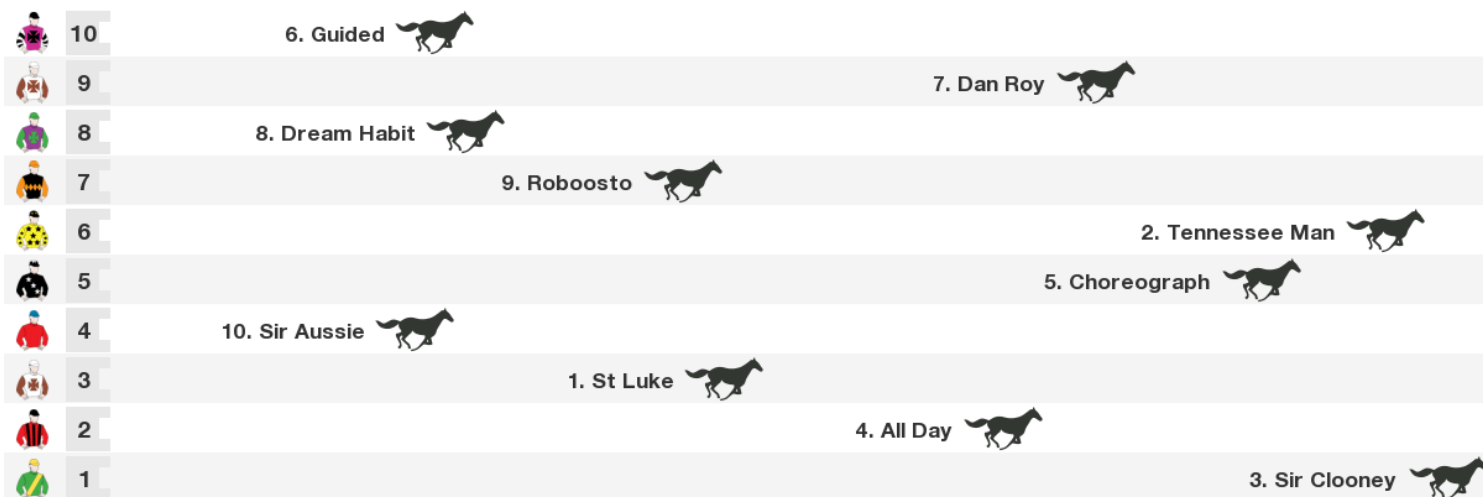 10 6. Guided
9 7. Dan Roy
8 8. Dream Habit
7 9. Roboosto
6 2. Tennessee Man
5 5. Choreograph
4 10. Sir Aussie
3 1. St Luke
2 4. All Day
1 3. Sir Clooney